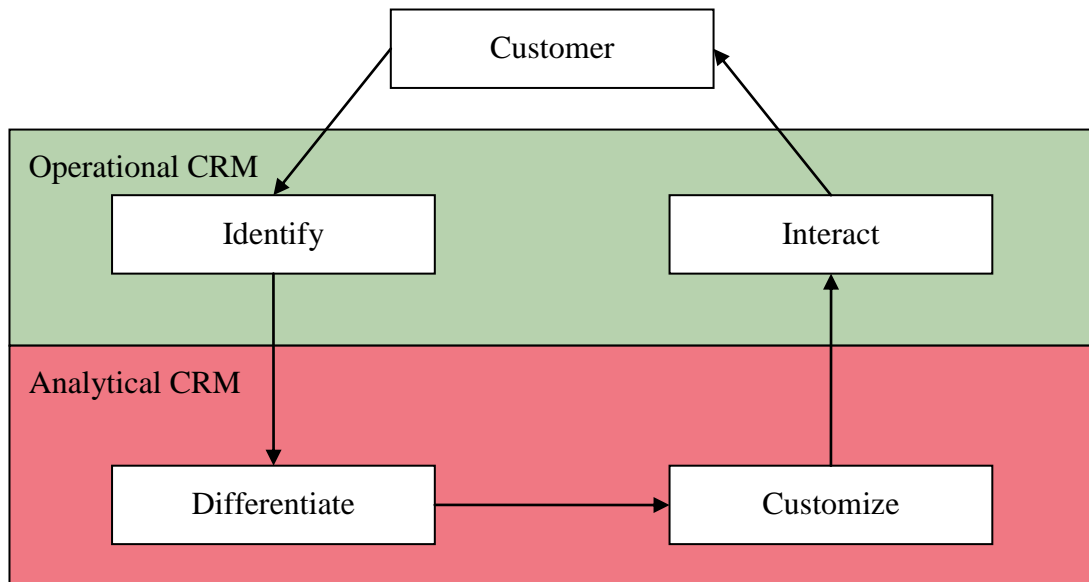 Customer
Operational CRM
Identify
Interact
Analytical CRM
Differentiate
Customize